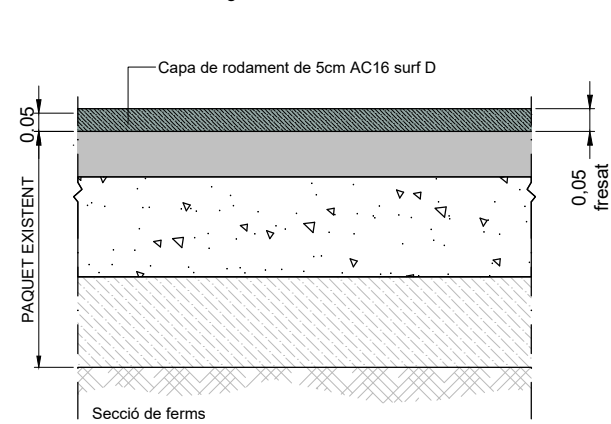 Capa de rodament de 5cm AC16 surf D
0.05
PAQUET EXISTENT
0,05
fresat
Secció de ferms